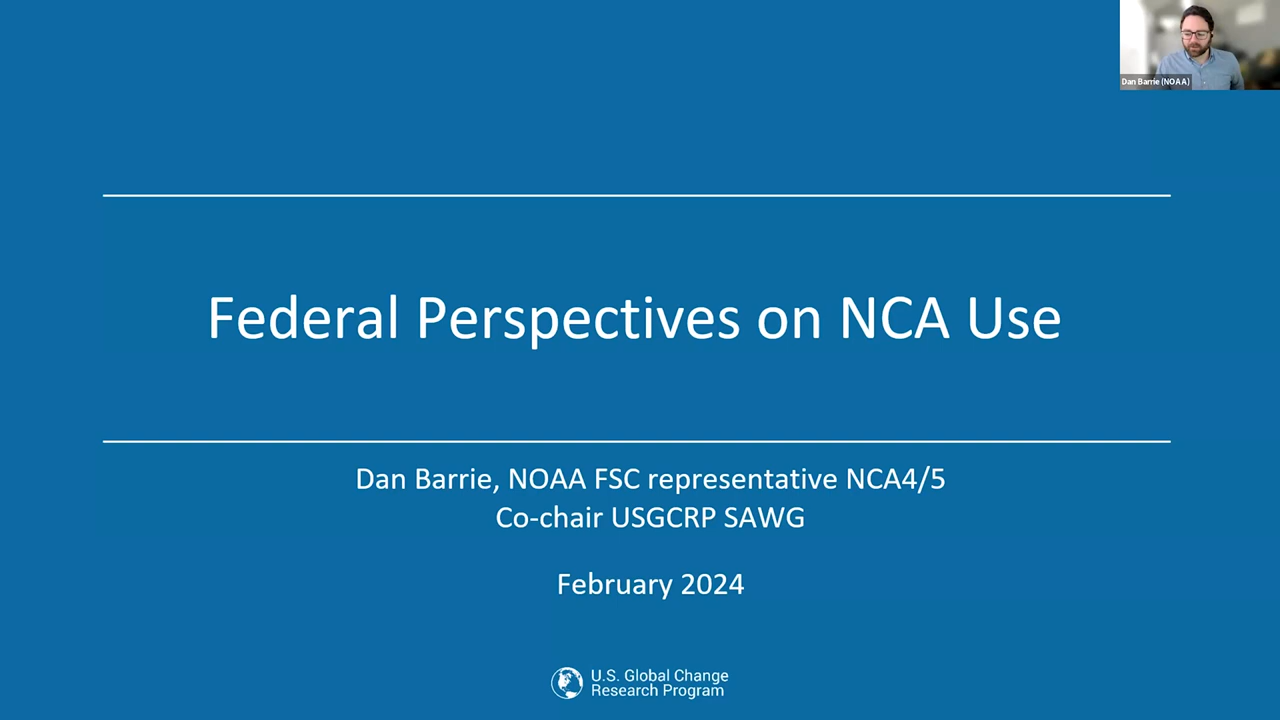 Dan Barrie (NOAA)
Federal Perspectives on NCA Use
Dan Barrie, NOAA FSC representative NCA4/5
Co-chair USGCRP SAWG
February 2024
U.S. Global Change
Research Program